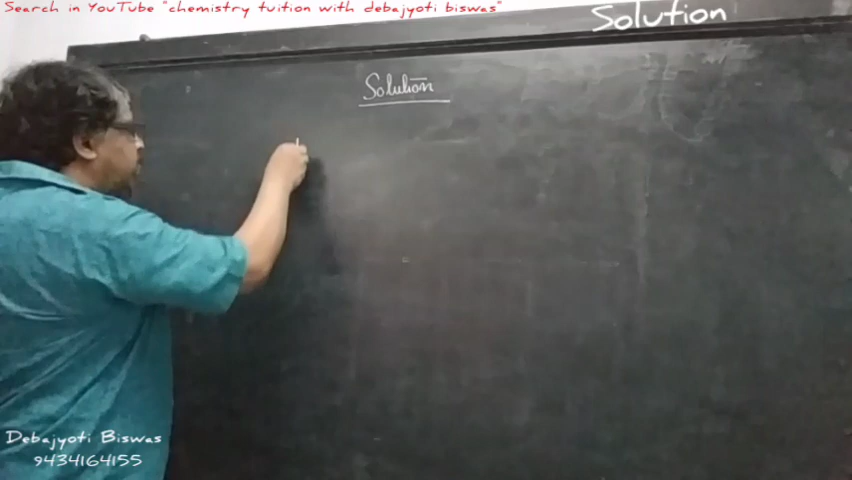 Search in YouTube "chemistry tuition with debajyoti biswas"
Solution
Solution
Debajyoti Biswas
9434164155